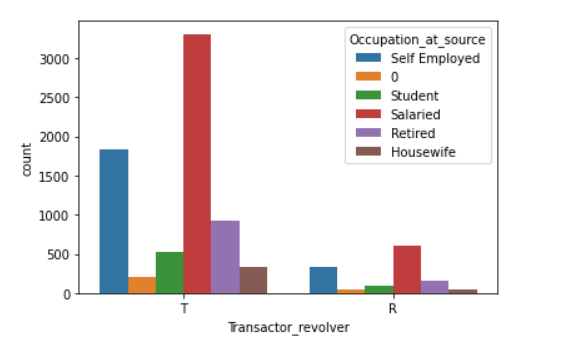 Occupation_at_source
Self Employed
0
Student
Salaried
Retired
Housewife
3000
2500
2000
1500
1000
500
0
count
T
R
Transactor_revolver